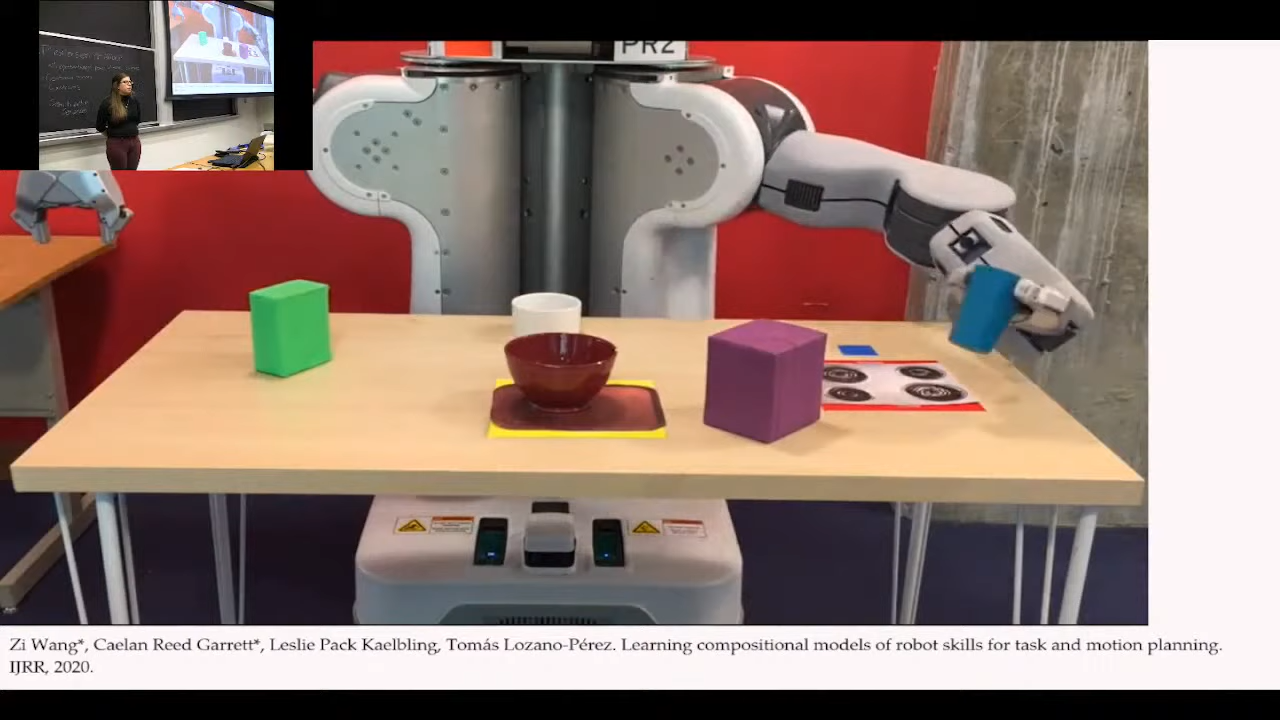 PR2
Zi Wang*, Caelan Reed Garrett*, Leslie Pack Kaelbling, Tomás Lozano-Pérez. Learning compositional models of robot skills for task and motion planning.
IJRR, 2020.